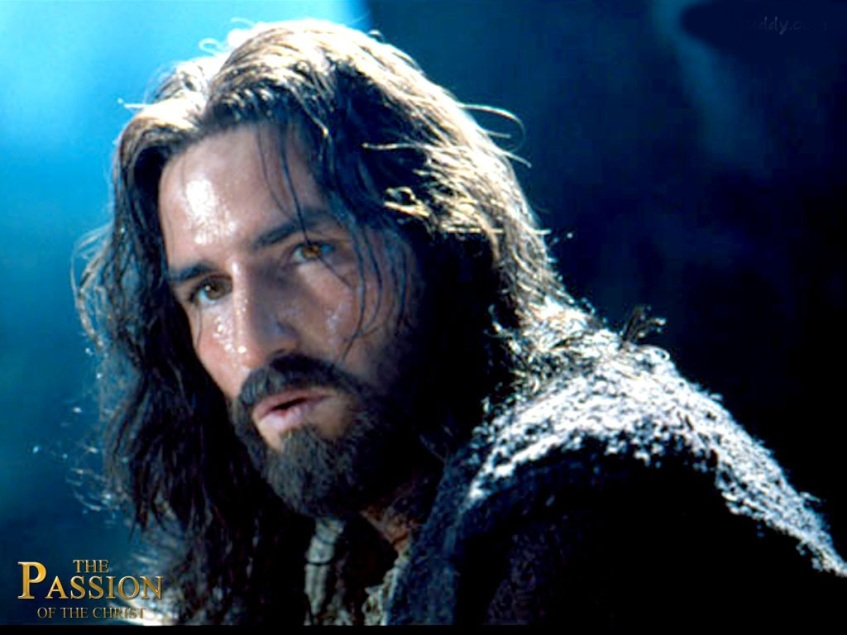 THE
PASSION
OF THE CHRIST